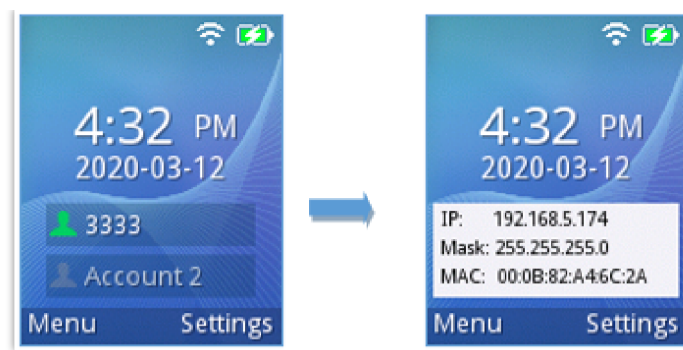 4:32 PM
2020-03-12
3333
Account 2
Menu Settings
4:32 PM
2020-03-12
IP: 192.168.5.174
Mask: 255.255.255.0
MAC: 00:0B:82:A4:6C:2A
Menu Settings